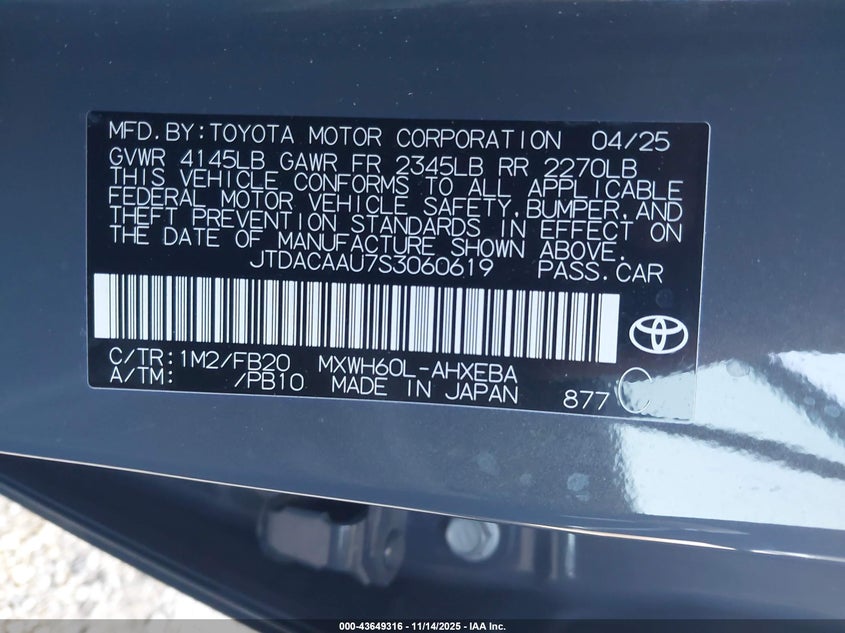 MFD.BY:TOYOTA MOTOR CORPORATION 04/25
GVWR 4145LB GAWR FR 2345LB RR 2270LB
THIS VEHICLE CONFORMS TO ALL APPLICABLE
FEDERAL MOTOR VEHICLE SAFETY,BUMPER,AND
THEFT PREVENTION STANDARDS IN EFFECT ON
THE DATE OF MANUFACTURE SHOWN ABOVE.
JTDACAAU7S3060619 PASS.CAR
C/TR:1M2/FB20 MXWH60L-AHXEBA
A/TM: /PB10 MADE IN JAPAN 877 C
000-43649316 | 11/14/2025 - IAA Inc.